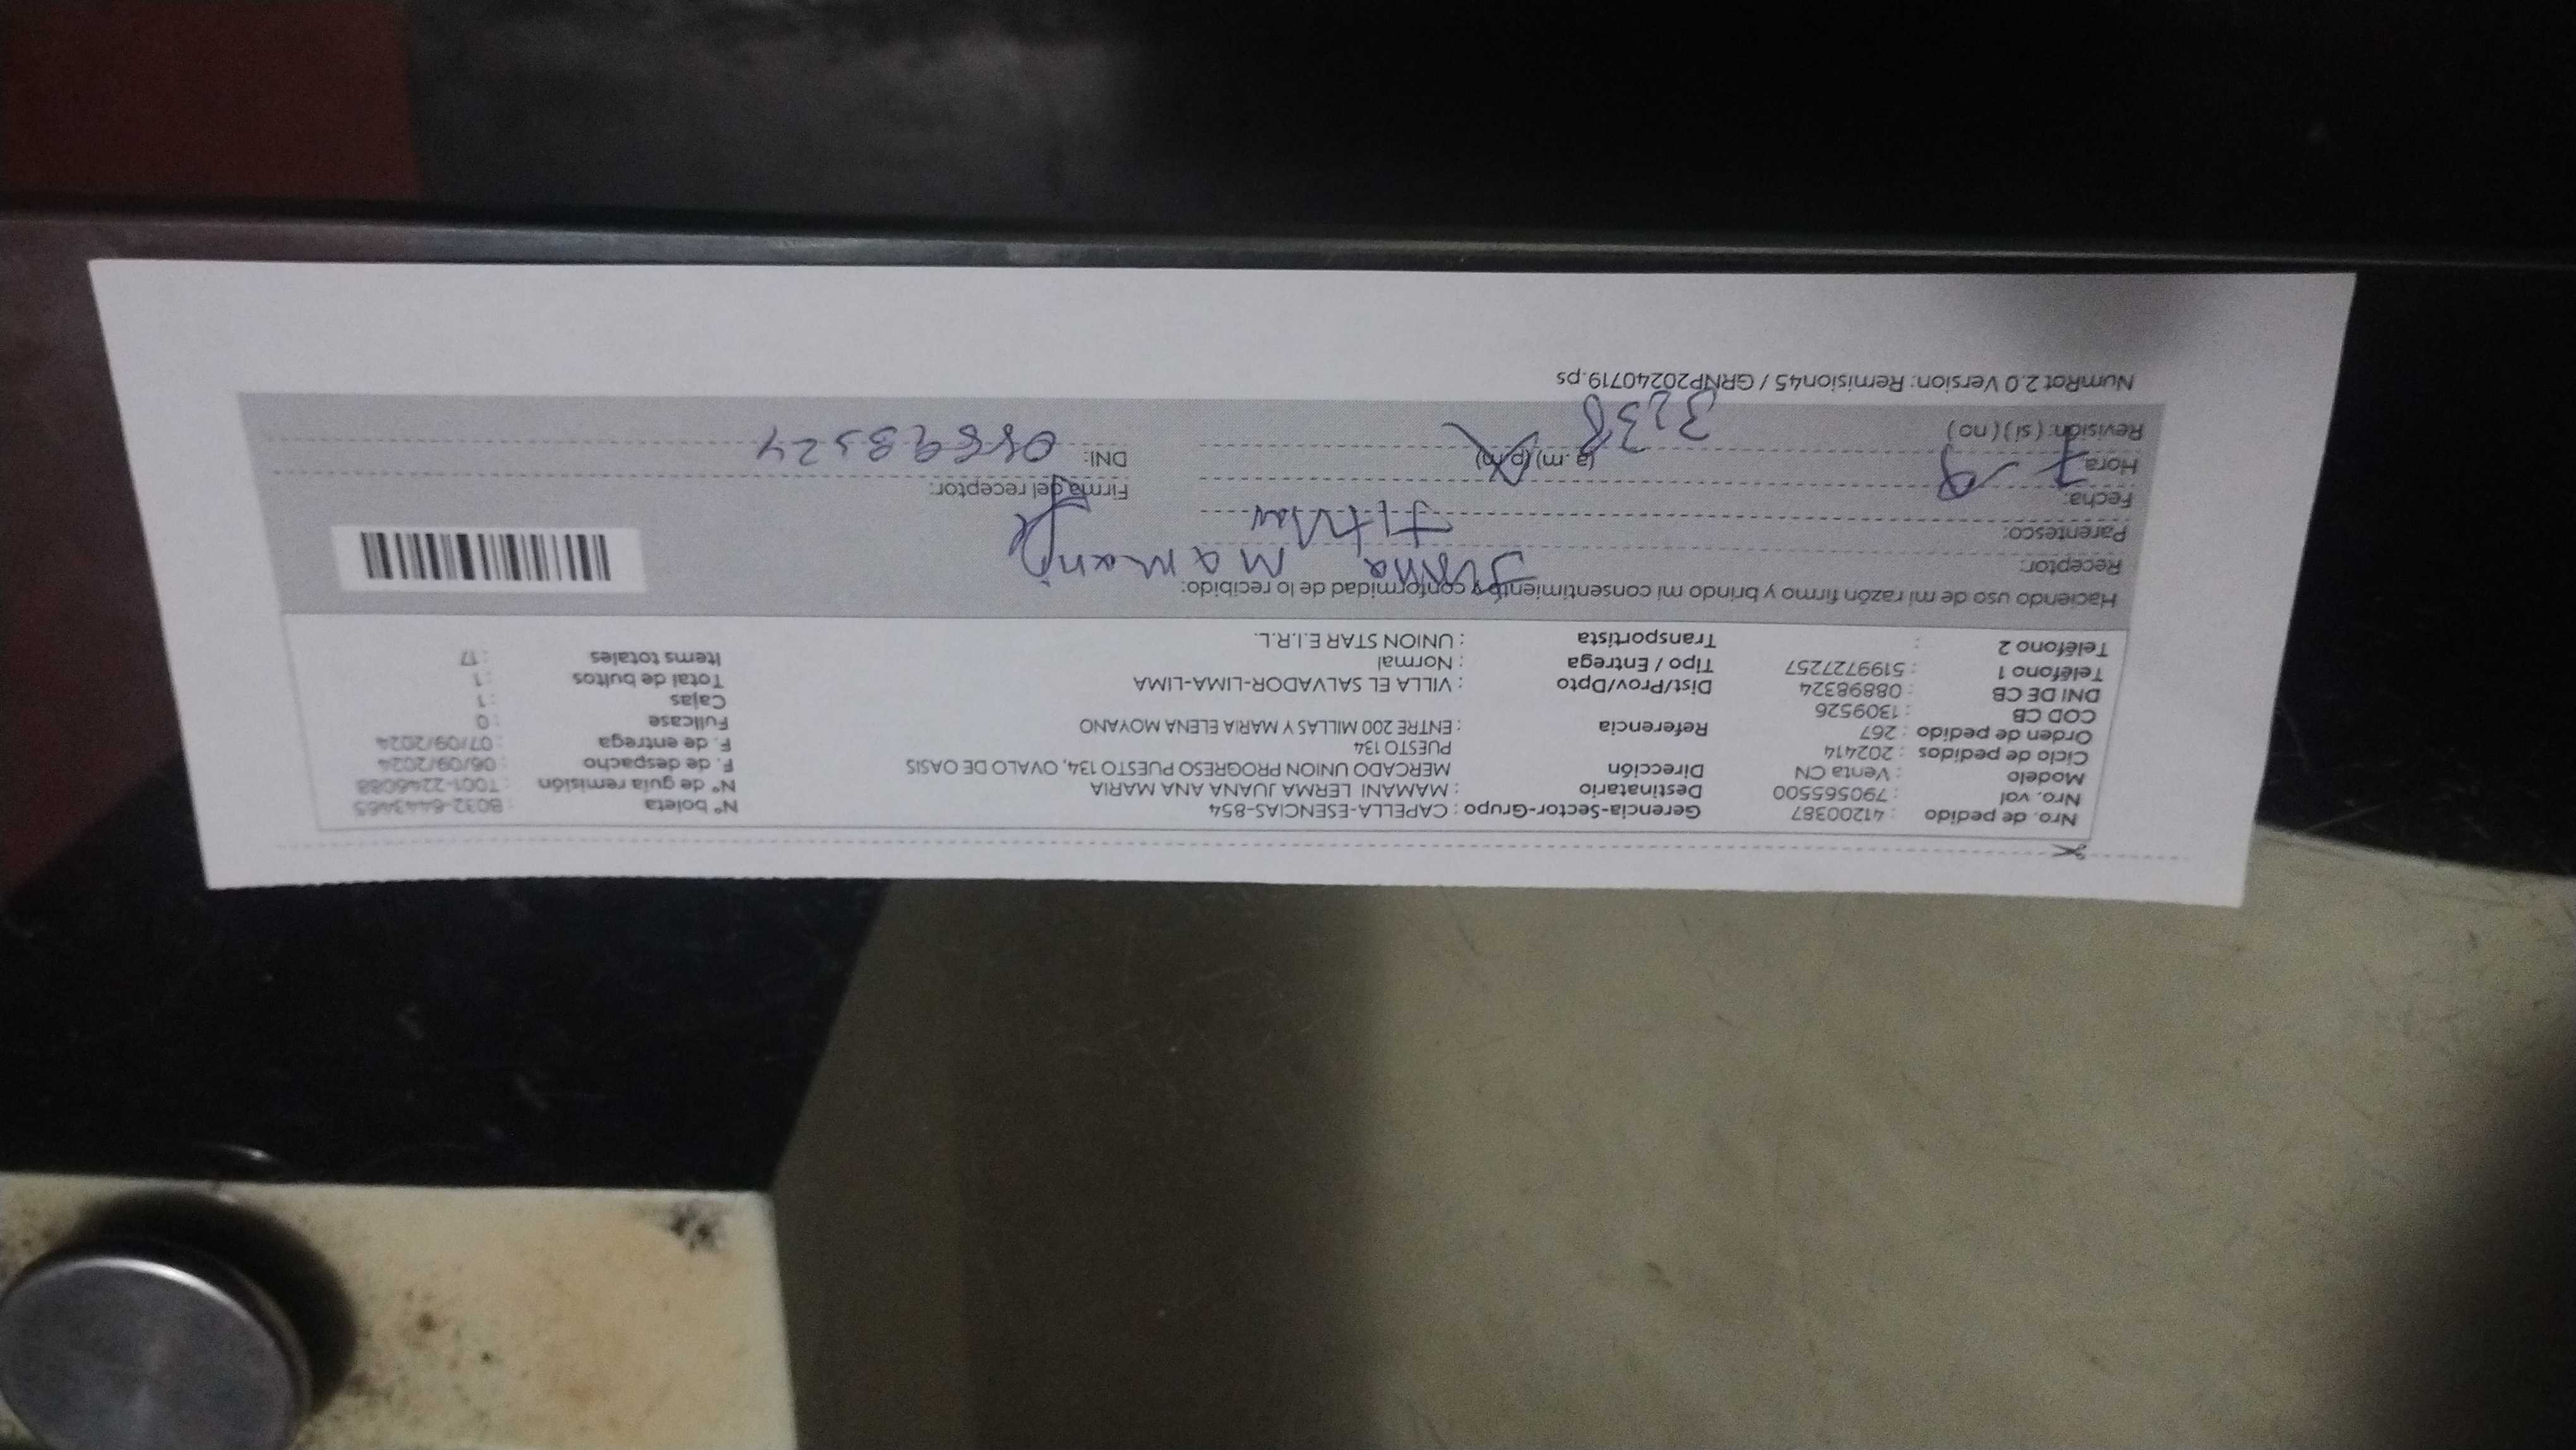 Nro. de pedido : 41200387
Nro. vol : 790565500
Modelo : Venta CN
Ciclo de pedidos : 202414
Orden de pedido : 267
COD CB : 1309526
DNI DE CB : 08898324
Teléfono 1 : 51997727257
Teléfono 2 :
Gerencia-Sector-Grupo : CAPELLA-ESENCIAS-854
Destinatario : MAMANI LERMA JUANA ANA MARIA
Dirección MERCADO UNION PROGRESO PUESTO 134, OVALO DE OASIS
PUESTO 134
Referencia : ENTRE 200 MILLAS Y MARIA ELENA MOYANO
Dist/Prov/Dpto : VILLA EL SALVADOR-LIMA-LIMA
Tipo / Entrega : Normal
Transportista : UNION STAR E.I.R.L.
N° boleta : B032-6443465
N° de guía remisión : T001-2246088
F. de despacho : 06/09/2024
F. de entrega : 07/09/2024
Fullcase : 0
Cajas : 1
Total de bultos : 1
Items totales : 17
Haciendo uso de mi razón firmo y brindo mi consentimiento y conformidad de lo recibido:
Receptor: Juana Mamani
Parentesco: titular
Fecha: 7-9
Hora (a.m) (p.m)
3:38
Revisión: (sí) (no)
Firma del receptor:
DNI:
NumRot 2.0 Version: Remision45 / GRNP20240719.ps